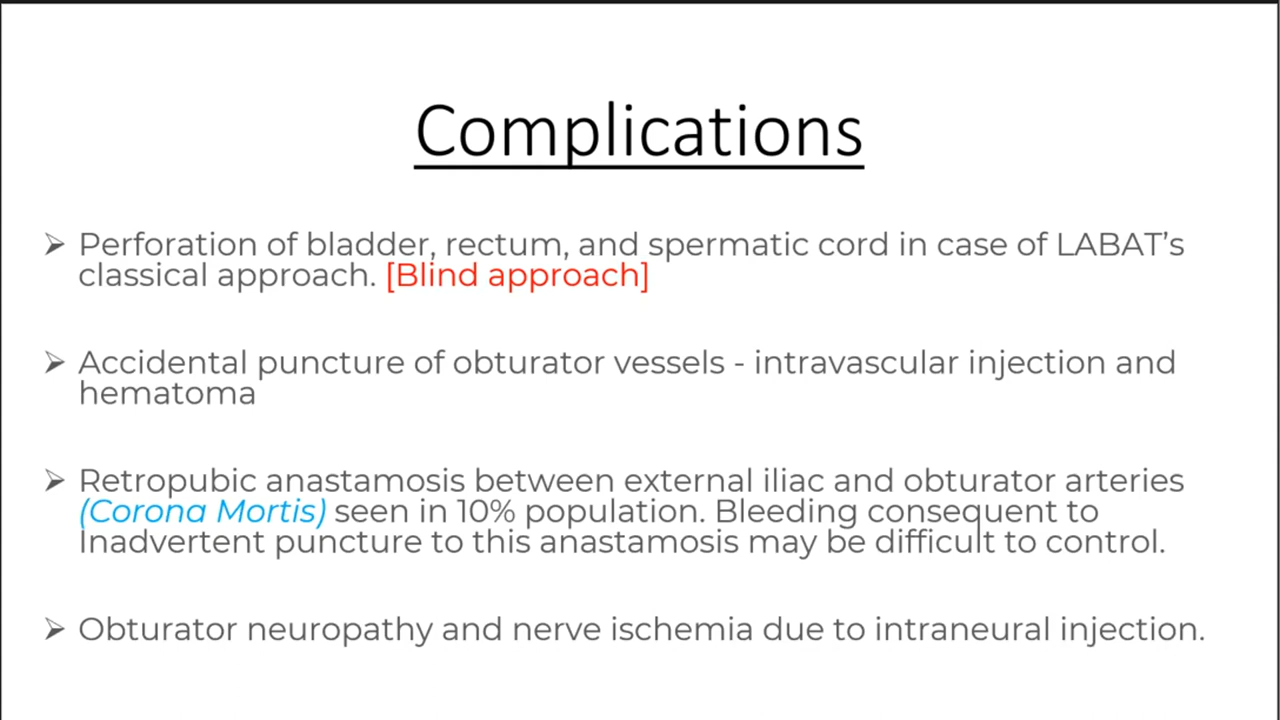 Complications
➤ Perforation of bladder, rectum, and spermatic cord in case of LABAT's
classical approach. [Blind approach]
➤ Accidental puncture of obturator vessels - intravascular injection and
hematoma
➤ Retropubic anastamosis between external iliac and obturator arteries
(Corona Mortis) seen in 10% population. Bleeding consequent to
Inadvertent puncture to this anastamosis may be difficult to control.
➤ Obturator neuropathy and nerve ischemia due to intraneural injection.